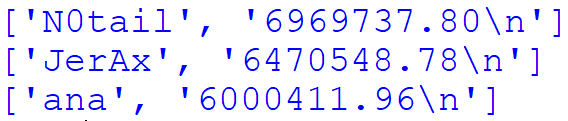 ['N0tail', '6969737.80\n']
['JerAx', '6470548.78\n']
['ana', '6000411.96\n']